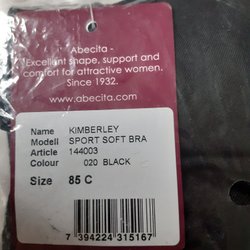 Abecita -
Excellent shape, support and
comfort for attractive women.
Since 1932.
www.abecita.com
Name KIMBERLEY
Modell SPORT SOFT BRA
Article 144003
Colour 020 BLACK
Size 85 C
7 394224 315167